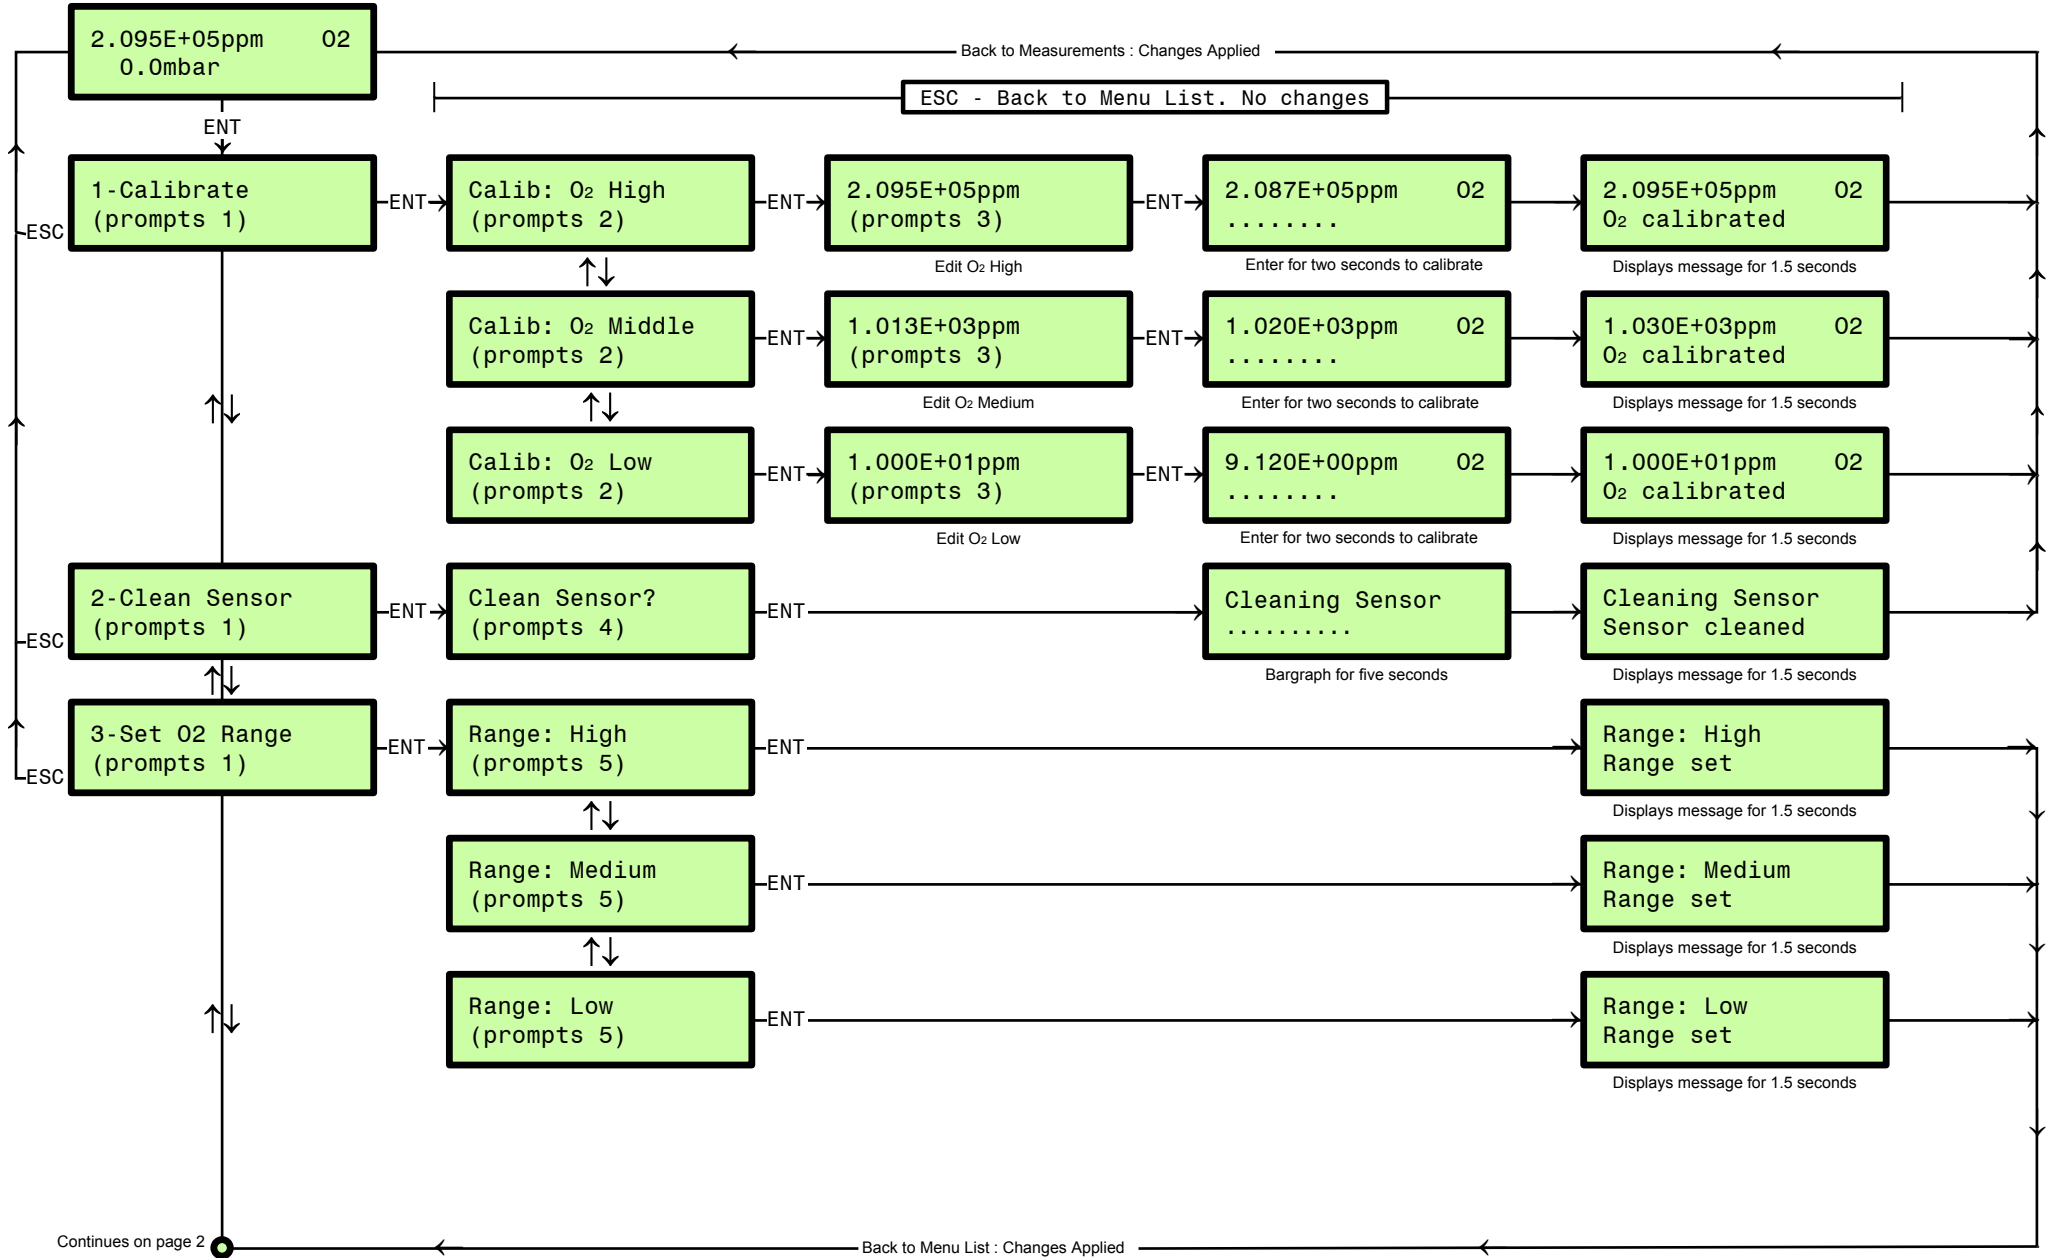 2.095E+05ppm O2
0.0mbar
Back to Measurements : Changes Applied
ESC - Back to Menu List. No changes
ENT
1-Calibrate
(prompts 1)
ESC
ENT
Calib: O₂ High
(prompts 2)
ENT
2.095E+05ppm
(prompts 3)
Edit O₂ High
ENT
2.087E+05ppm O2
........
Enter for two seconds to calibrate
2.095E+05ppm O2
O₂ calibrated
Displays message for 1.5 seconds
Calib: O₂ Middle
(prompts 2)
ENT
1.013E+03ppm
(prompts 3)
Edit O₂ Medium
ENT
1.020E+03ppm O2
........
Enter for two seconds to calibrate
1.030E+03ppm O2
O₂ calibrated
Displays message for 1.5 seconds
Calib: O₂ Low
(prompts 2)
ENT
1.000E+01ppm
(prompts 3)
Edit O₂ Low
ENT
9.120E+00ppm O2
........
Enter for two seconds to calibrate
1.000E+01ppm O2
O₂ calibrated
Displays message for 1.5 seconds
2-Clean Sensor
(prompts 1)
ESC
ENT
Clean Sensor?
(prompts 4)
ENT
Cleaning Sensor
..........
Bargraph for five seconds
Cleaning Sensor
Sensor cleaned
Displays message for 1.5 seconds
3-Set O2 Range
(prompts 1)
ESC
ENT
Range: High
(prompts 5)
ENT
Range: High
Range set
Displays message for 1.5 seconds
Range: Medium
(prompts 5)
ENT
Range: Medium
Range set
Displays message for 1.5 seconds
Range: Low
(prompts 5)
ENT
Range: Low
Range set
Displays message for 1.5 seconds
Continues on page 2
Back to Menu List : Changes Applied